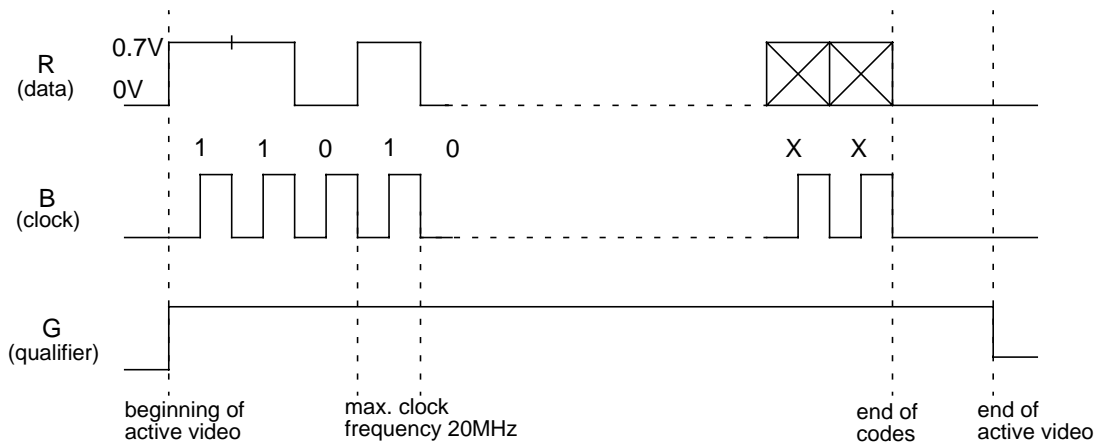 0.7V
R
(data)
0V
1 1 0 1 0 X X
B
(clock)
G
(qualifier)
beginning of
active video
max. clock
frequency 20MHz
end of
codes
end of
active video